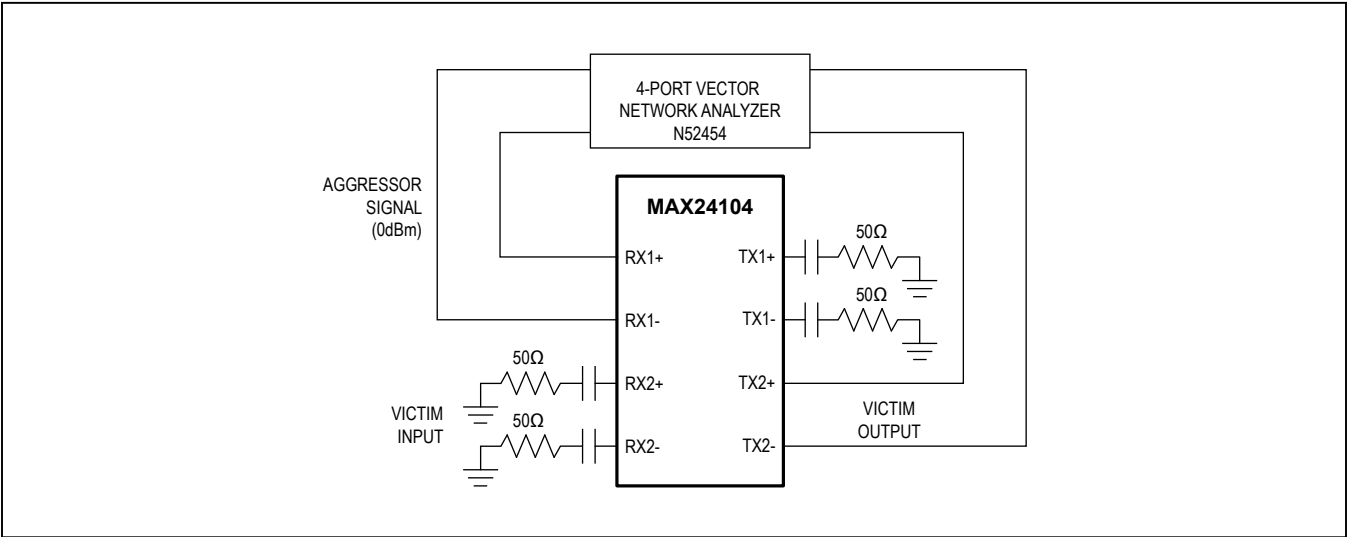 4-PORT VECTOR
NETWORK ANALYZER
N52454
AGGRESSOR
SIGNAL
(0dBm)
MAX24104
RX1+
TX1+
50Ω
RX1-
TX1-
50Ω
50Ω
RX2+
TX2+
VICTIM
INPUT
50Ω
RX2-
TX2-
VICTIM
OUTPUT